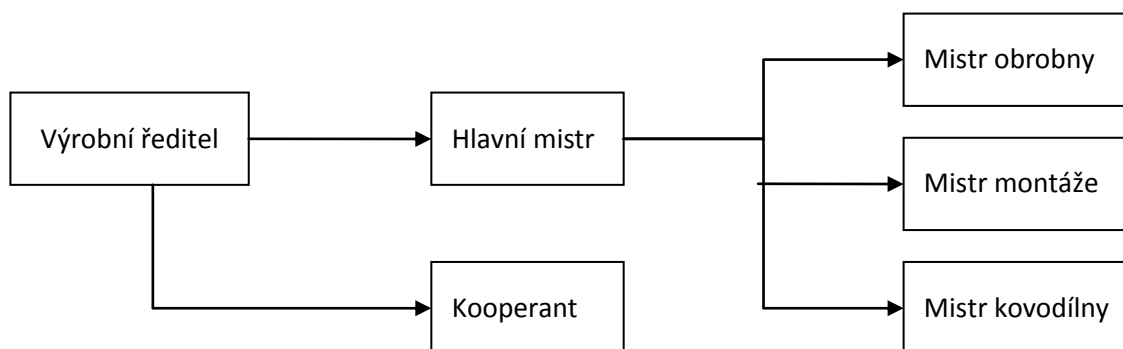 Mistr obrobny
Výrobní ředitel
Hlavní mistr
Mistr montáže
Kooperant
Mistr kovodílny